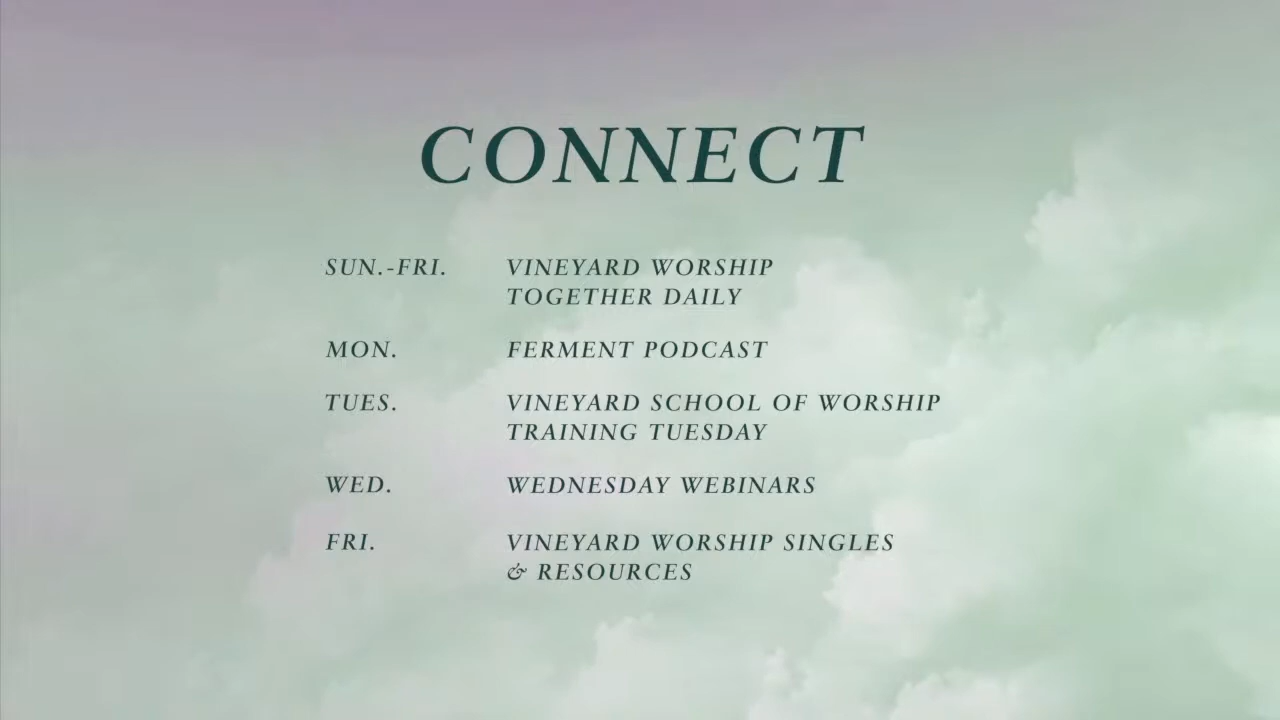 CONNECT
SUN.-FRI. VINEYARD WORSHIP
TOGETHER DAILY
MON. FERMENT PODCAST
TUES. VINEYARD SCHOOL OF WORSHIP
TRAINING TUESDAY
WED. WEDNESDAY WEBINARS
FRI. VINEYARD WORSHIP SINGLES
& RESOURCES